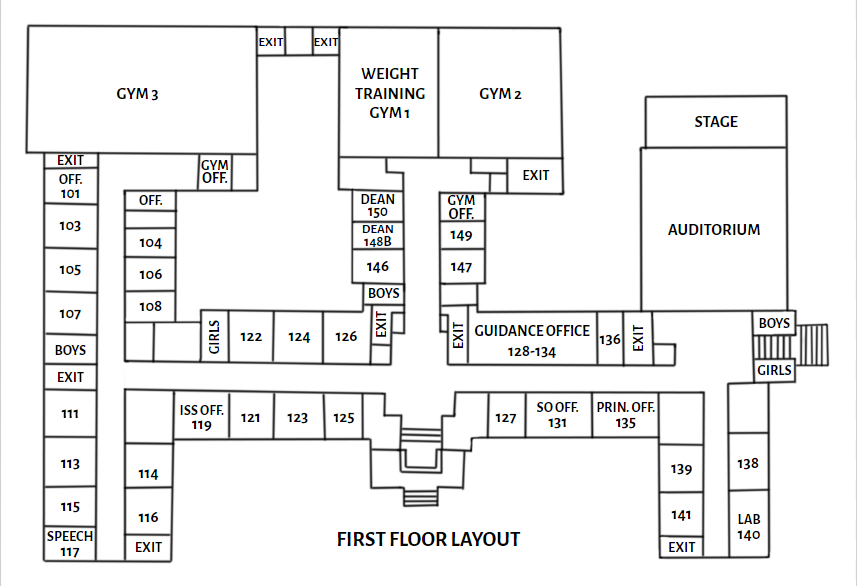 EXIT
EXIT
GYM 3
WEIGHT
TRAINING
GYM 1
GYM 2
STAGE
EXIT
OFF.
101
GYM
OFF.
EXIT
OFF.
DEAN
150
GYM
OFF.
103
104
DEAN
148B
149
AUDITORIUM
105
106
146
147
107
108
BOYS
GIRLS
122
124
126
EXIT
EXIT
GUIDANCE OFFICE
128-134
136
EXIT
BOYS
BOYS
EXIT
GIRLS
111
ISS OFF.
119
121
123
125
127
SO OFF.
131
PRIN. OFF.
135
113
114
139
138
115
116
141
LAB
140
SPEECH
117
EXIT
EXIT
FIRST FLOOR LAYOUT